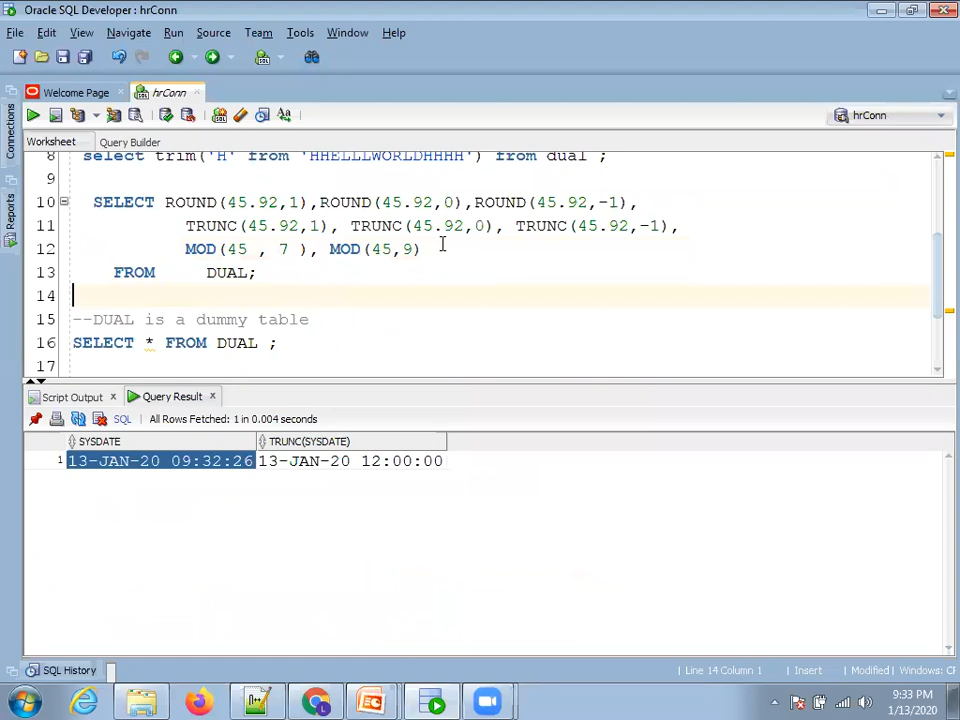 Oracle SQL Developer : hrConn
File Edit View Navigate Run Source Team Tools Window Help
Welcome Page hrConn
hrConn
Worksheet Query Builder
Connections
Reports
8 select trim('H' from 'HHELLLWORLDHHHH') from dual ;
9
10 SELECT ROUND(45.92,1),ROUND(45.92,0),ROUND(45.92,-1),
11 TRUNC(45.92,1), TRUNC(45.92,0), TRUNC(45.92,-1),
12 MOD(45 , 7 ), MOD(45,9)
13 FROM DUAL;
14
15 --DUAL is a dummy table
16 SELECT * FROM DUAL ;
17
Script Output Query Result
SQL All Rows Fetched: 1 in 0.004 seconds
SYSDATE TRUNC(SYSDATE)
1 13-JAN-20 09:32:26 13-JAN-20 12:00:00
SQL History Line 14 Column 1 Insert Modified Windows: CF
9:33 PM
1/13/2020